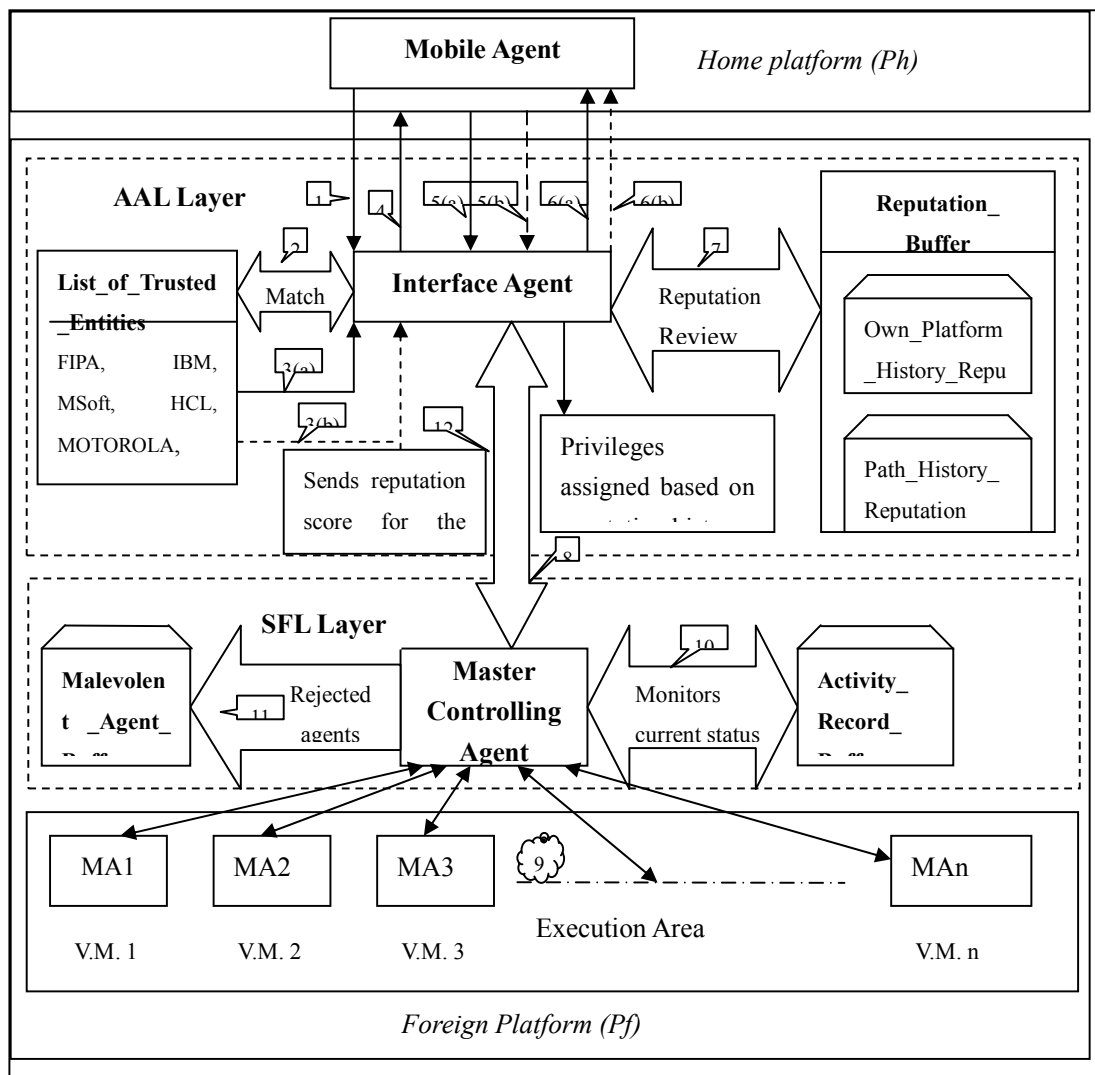 Mobile Agent
Home platform (Ph)
AAL Layer
1
4
5(a)
5(b)
6(a)
6(b)
2
7
Reputation_
Buffer
List_of_Trusted
_Entities
FIPA, IBM,
MSoft, HCL,
MOTOROLA,
Match
Interface Agent
Reputation
Review
Own_Platform
_History_Repu
Path_History_
Reputation
3(a)
3(b)
12
Sends reputation
score for the
Privileges
assigned based on
8
SFL Layer
Malevolen
t _Agent_
11
Rejected
agents
Master
Controlling
Agent
10
Monitors
current status
Activity_
Record_
MA1
MA2
MA3
9
MAn
Execution Area
V.M. 1
V.M. 2
V.M. 3
V.M. n
Foreign Platform (Pf)